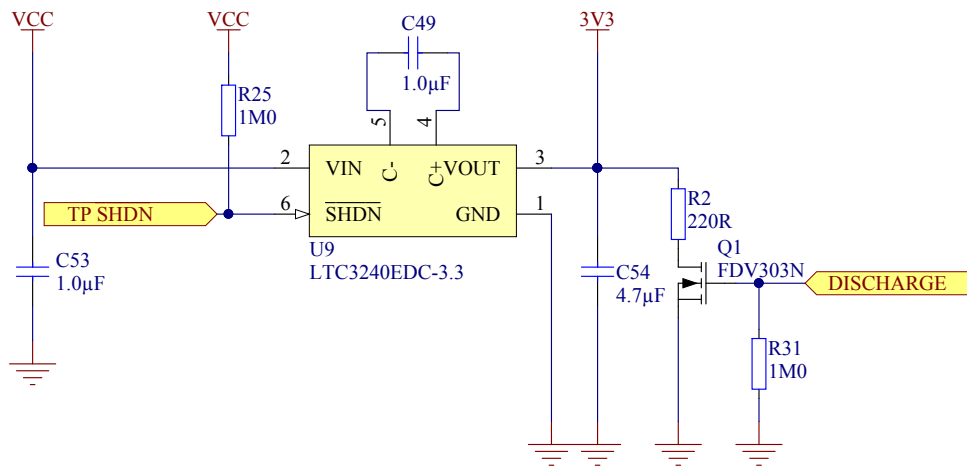 VCC
VCC
C49
1.0µF
3V3
R25
1M0
5
4
2
VIN
C-
C+
VOUT
3
TP SHDN
6
SHDN
GND
1
R2
220R
U9
LTC3240EDC-3.3
Q1
FDV303N
C53
1.0µF
C54
4.7µF
DISCHARGE
R31
1M0